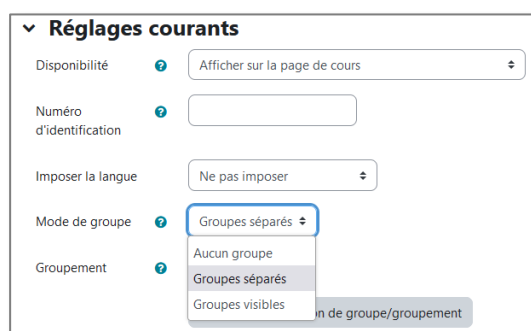 Réglages courants
Disponibilité
Afficher sur la page de cours
Numéro
d'identification
Imposer la langue
Ne pas imposer
Mode de groupe
Groupes séparés
Aucun groupe
Groupement
Groupes séparés
Groupes visibles
de groupe/groupement